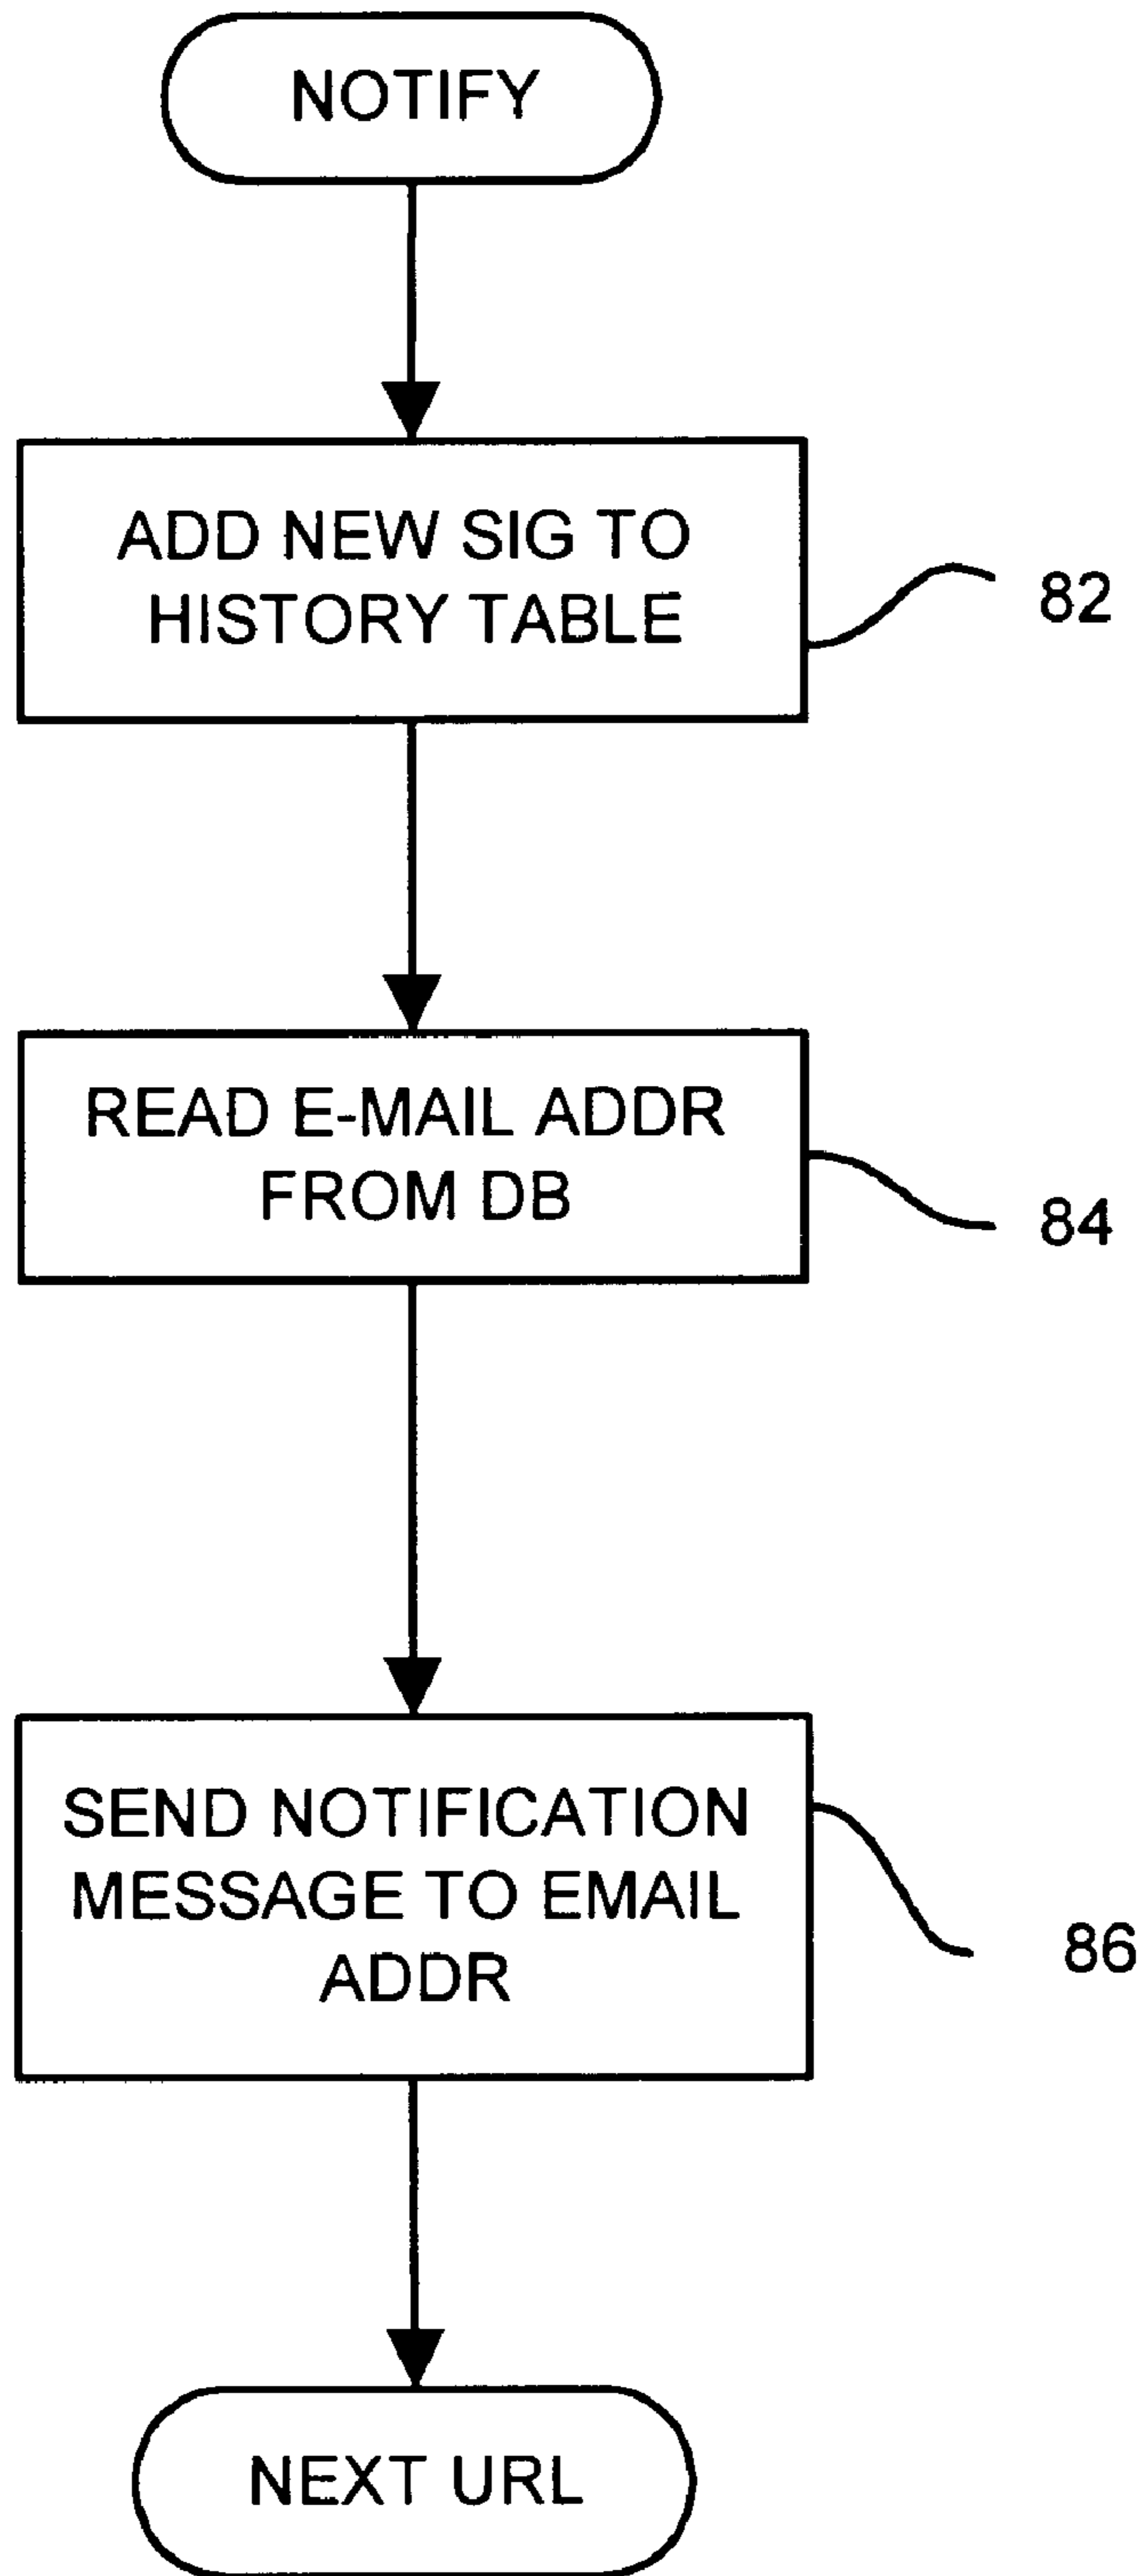 NOTIFY
ADD NEW SIG TO
HISTORY TABLE
82
READ E-MAIL ADDR
FROM DB
84
SEND NOTIFICATION
MESSAGE TO EMAIL
ADDR
86
NEXT URL